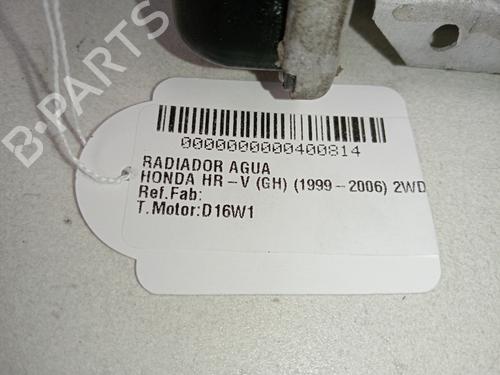 B-PARTS
0000000000400814
RADIADOR AGUA
HONDA HR-V (GH) (1999-2006) 2WD
Ref.Fab:
T.Motor:D16W1